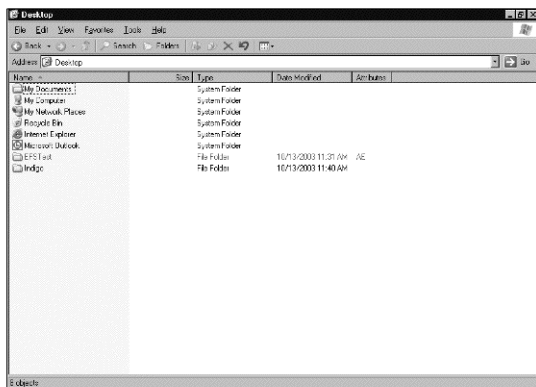 Desktop
File Edit View Favorites Tools Help
Back Search Folders
Address Desktop Go
Name Size Type Date Modified Attributes
My Documents System Folder
My Computer System Folder
My Network Places System Folder
Recycle Bin System Folder
Internet Explorer System Folder
Microsoft Outlook System Folder
EFSTest File Folder 10/13/2003 11:31 AM AE
Indigo File Folder 10/13/2003 11:40 AM
8 objects